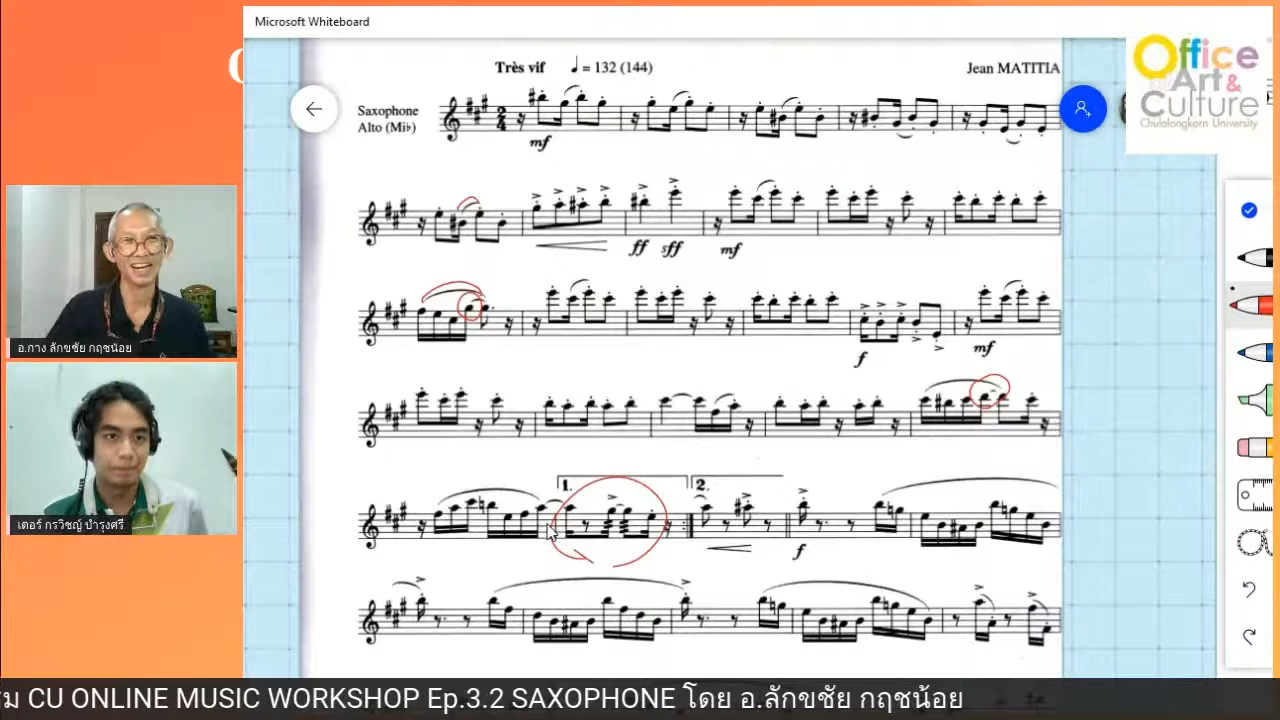 Microsoft Whiteboard
Office
of Art &
Culture
Chulalongkorn University
Très vif ♩ = 132 (144)
Jean MATITIA
Saxophone
Alto (Mi♭)
mf
ff sff mf
f mf
1. 2.
f
อ.กาง ลักขชัย กฤชน้อย
เตอร์ กรวิชญ์ บำรุงศรี
ม CU ONLINE MUSIC WORKSHOP Ep.3.2 SAXOPHONE โดย อ.ลักขชัย กฤชน้อย